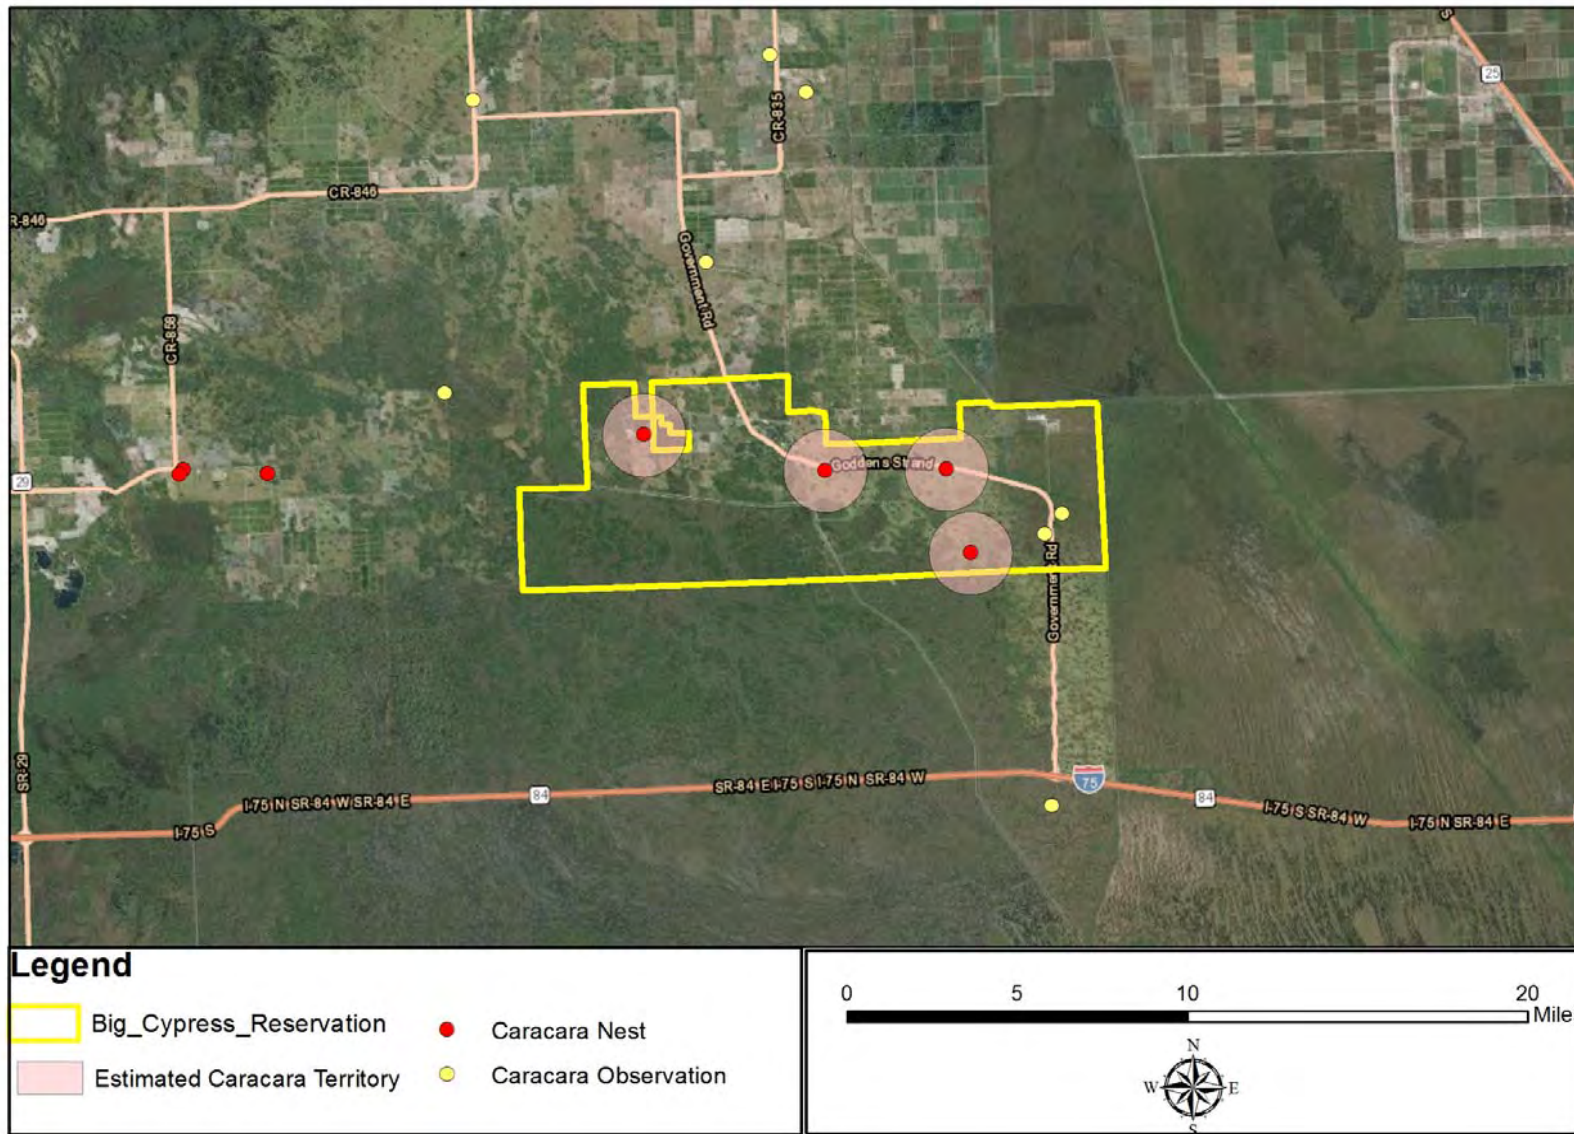 S
25
CR-835
CR-846
R-846
Government Rd
CR-858
Goddens Strand
29
Government Rd
SR-29
75
SR-84 E I-75 S I-75 N SR-84 W
84
84
I-75 N SR-84 W SR-84 E
I-75 S SR-84 W
I-75 N SR-84 E
I-75 S
Legend
Big_Cypress_Reservation
Caracara Nest
Estimated Caracara Territory
Caracara Observation
0 5 10 20
Mile
N
W E
S